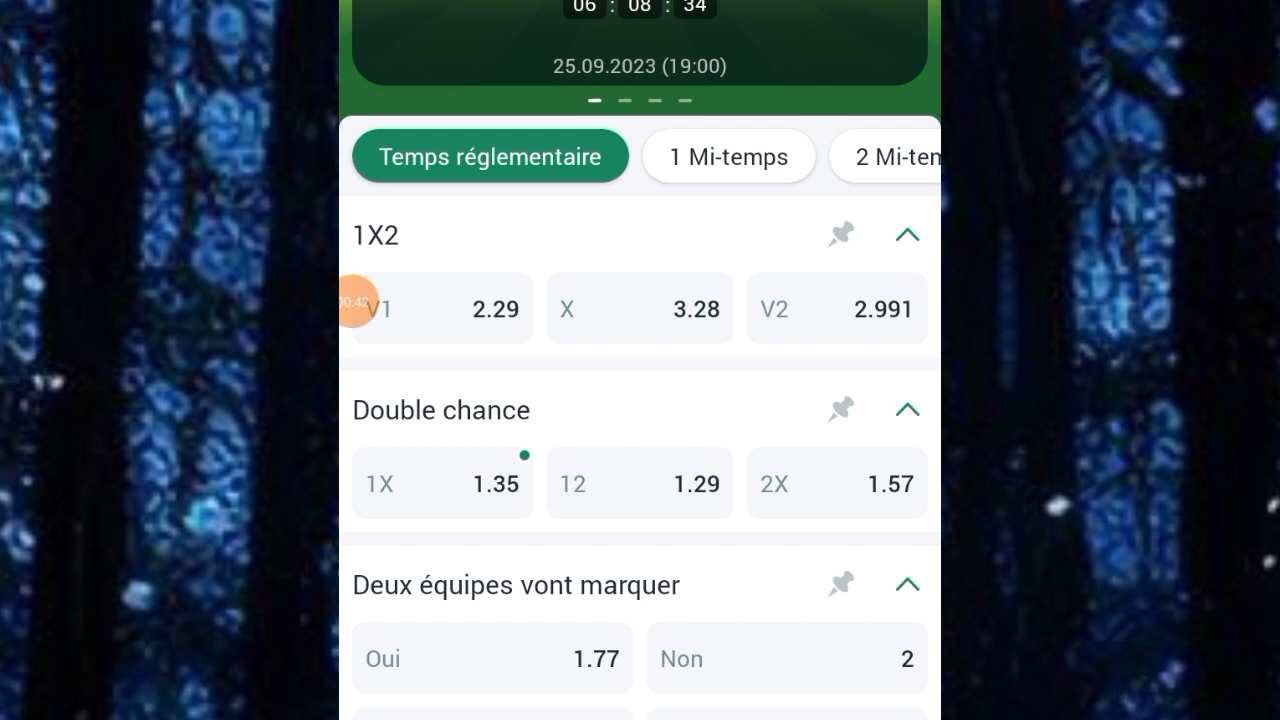 06 : 08 : 34
25.09.2023 (19:00)
Temps réglementaire 1 Mi-temps 2 Mi-tem
1X2
00:42 V1 2.29 X 3.28 V2 2.991
Double chance
1X 1.35 12 1.29 2X 1.57
Deux équipes vont marquer
Oui 1.77 Non 2